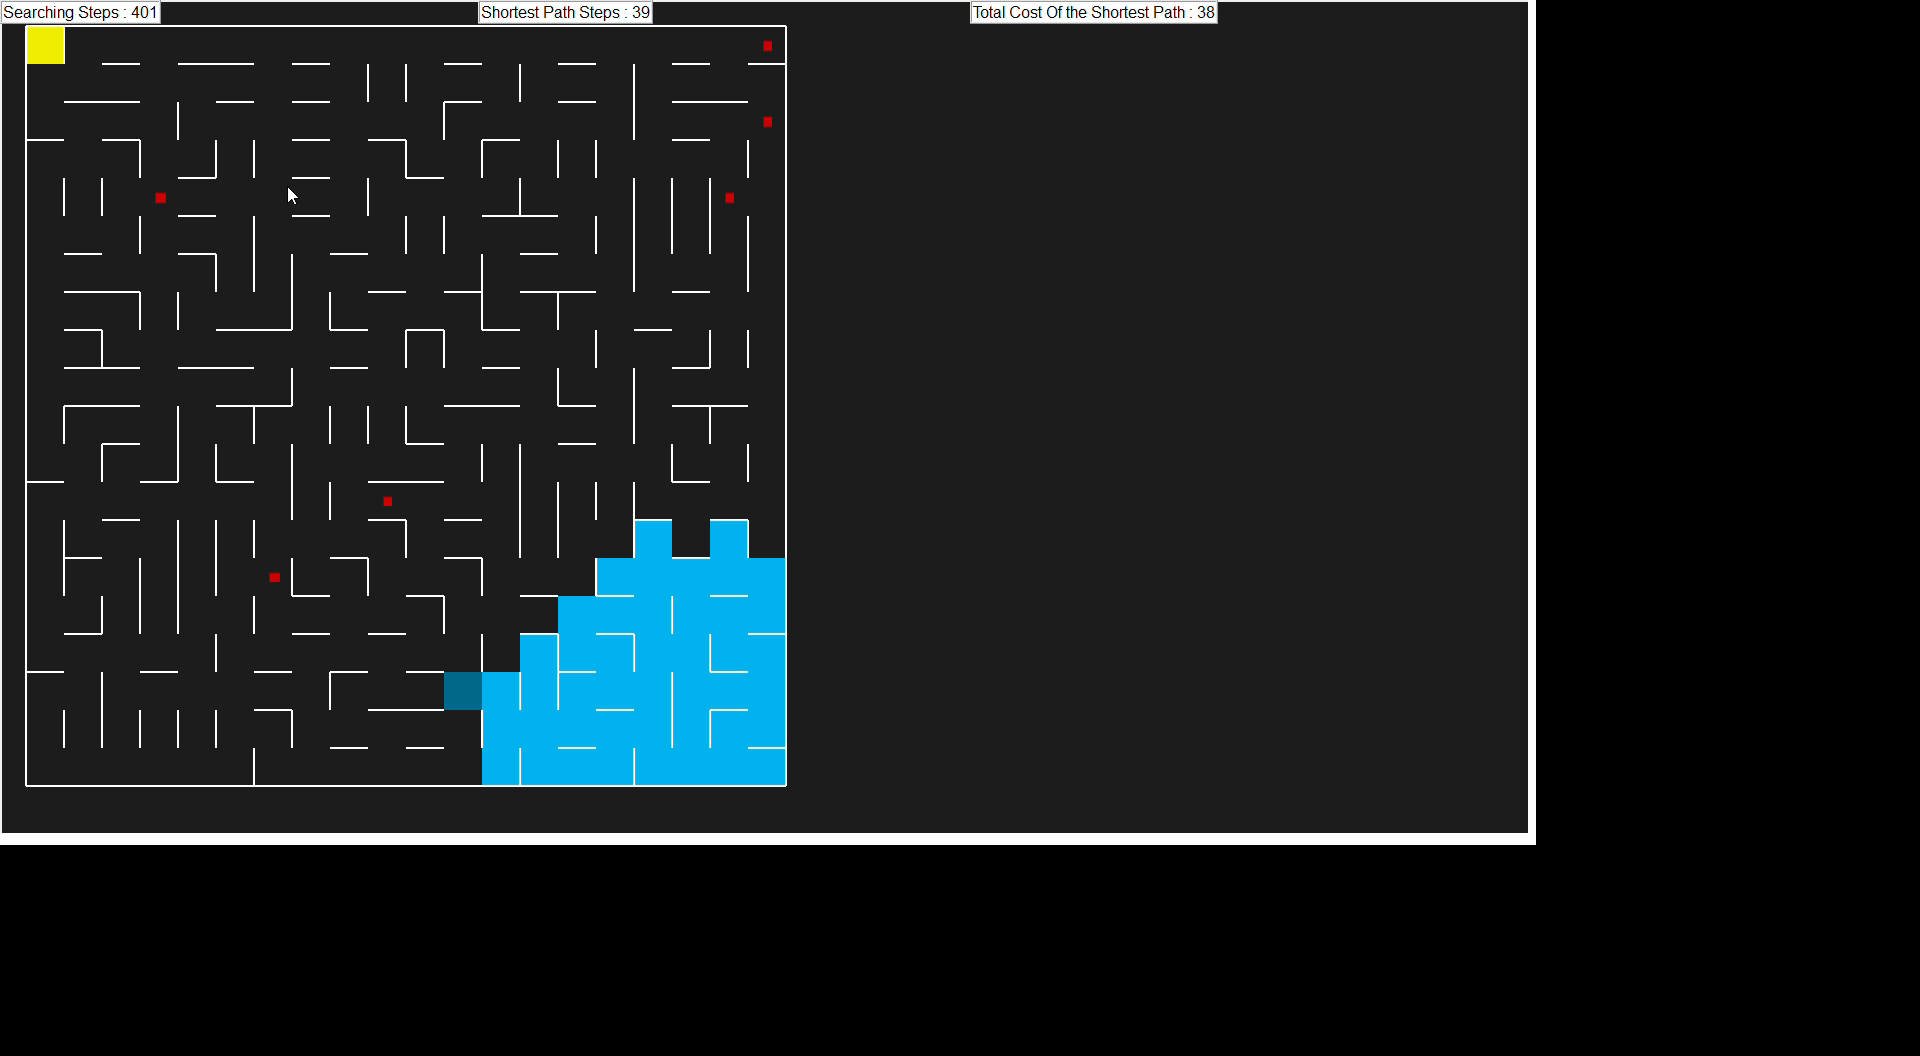 Searching Steps : 401
Shortest Path Steps : 39
Total Cost Of the Shortest Path : 38